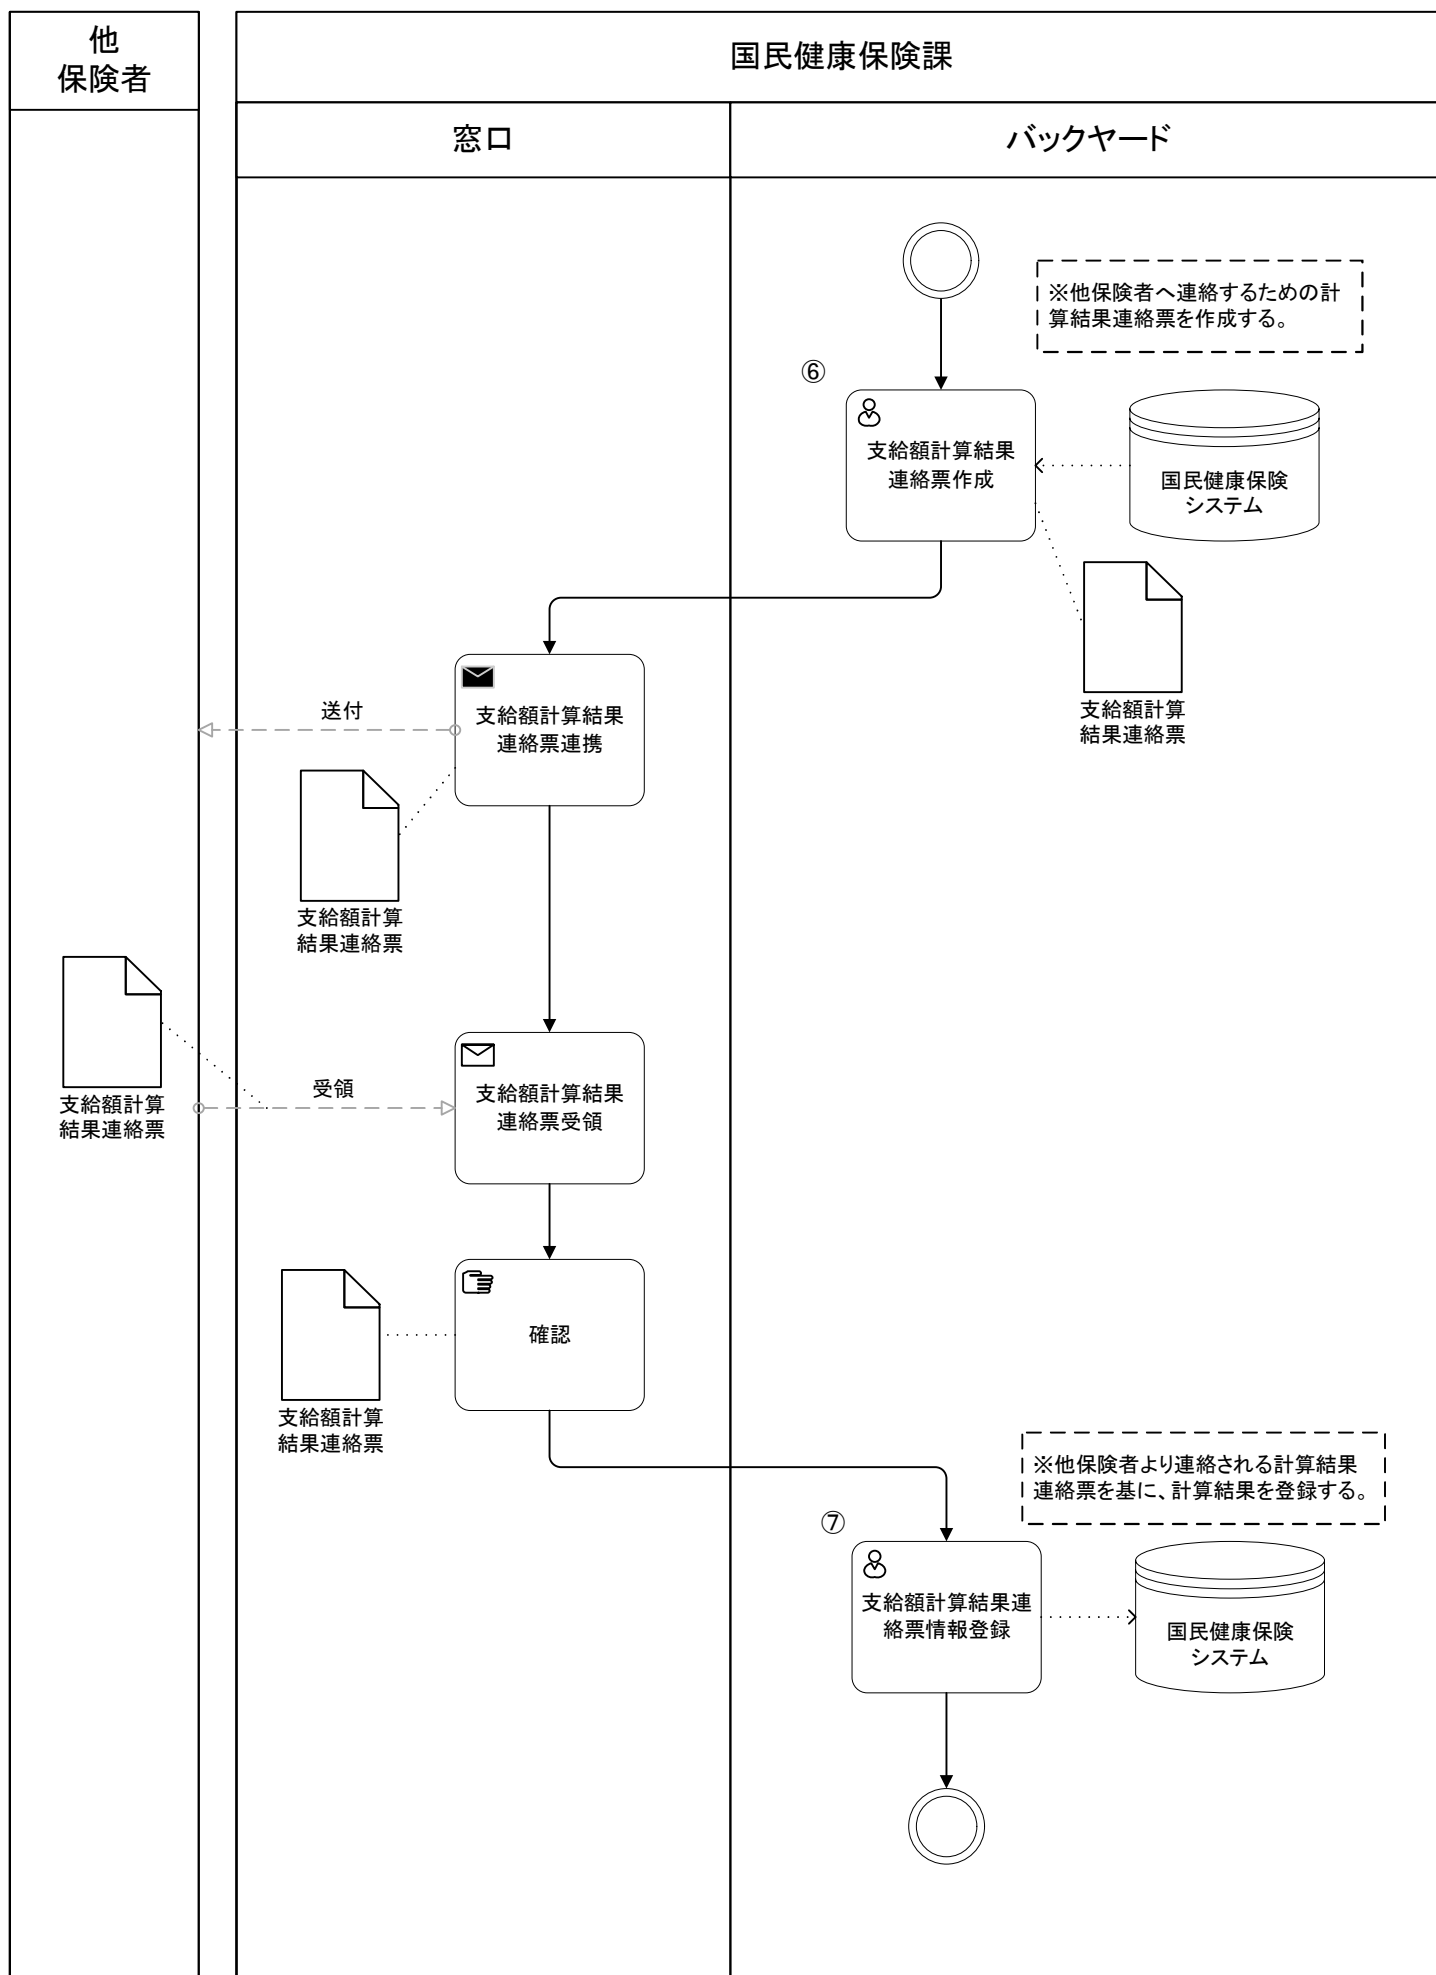 他
保険者
国民健康保険課
窓口
バックヤード
※他保険者へ連絡するための計
算結果連絡票を作成する。
⑥
支給額計算結果
連絡票作成
国民健康保険
システム
支給額計算
結果連絡票
送付
支給額計算結果
連絡票連携
支給額計算
結果連絡票
支給額計算
結果連絡票
受領
支給額計算結果
連絡票受領
確認
支給額計算
結果連絡票
※他保険者より連絡される計算結果
連絡票を基に、計算結果を登録する。
⑦
支給額計算結果連
絡票情報登録
国民健康保険
システム